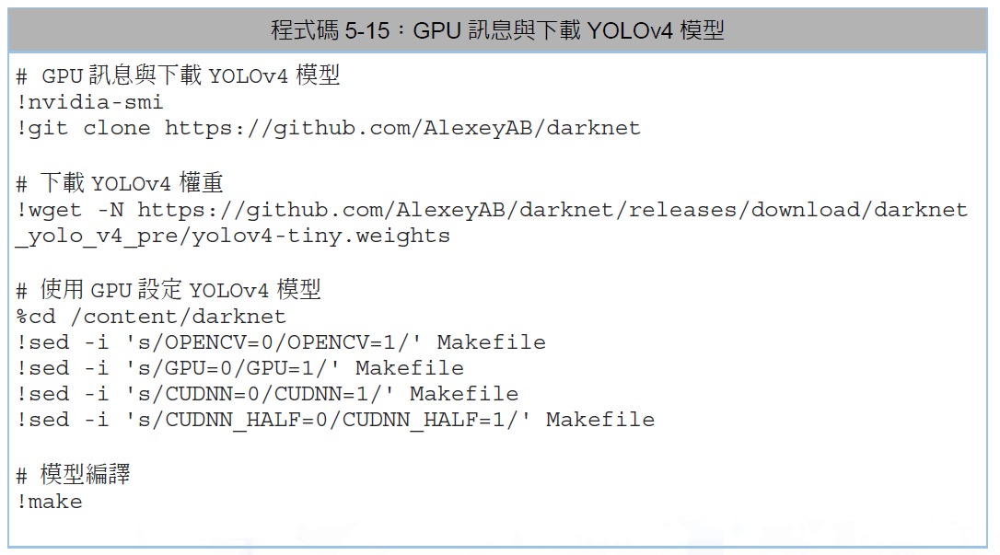 程式碼 5-15：GPU 訊息與下載 YOLOv4 模型
# GPU 訊息與下載 YOLOv4 模型
!nvidia-smi
!git clone https://github.com/AlexeyAB/darknet
# 下載 YOLOv4 權重
!wget -N https://github.com/AlexeyAB/darknet/releases/download/darknet
_yolo_v4_pre/yolov4-tiny.weights
# 使用 GPU 設定 YOLOv4 模型
%cd /content/darknet
!sed -i 's/OPENCV=0/OPENCV=1/' Makefile
!sed -i 's/GPU=0/GPU=1/' Makefile
!sed -i 's/CUDNN=0/CUDNN=1/' Makefile
!sed -i 's/CUDNN_HALF=0/CUDNN_HALF=1/' Makefile
# 模型編譯
!make